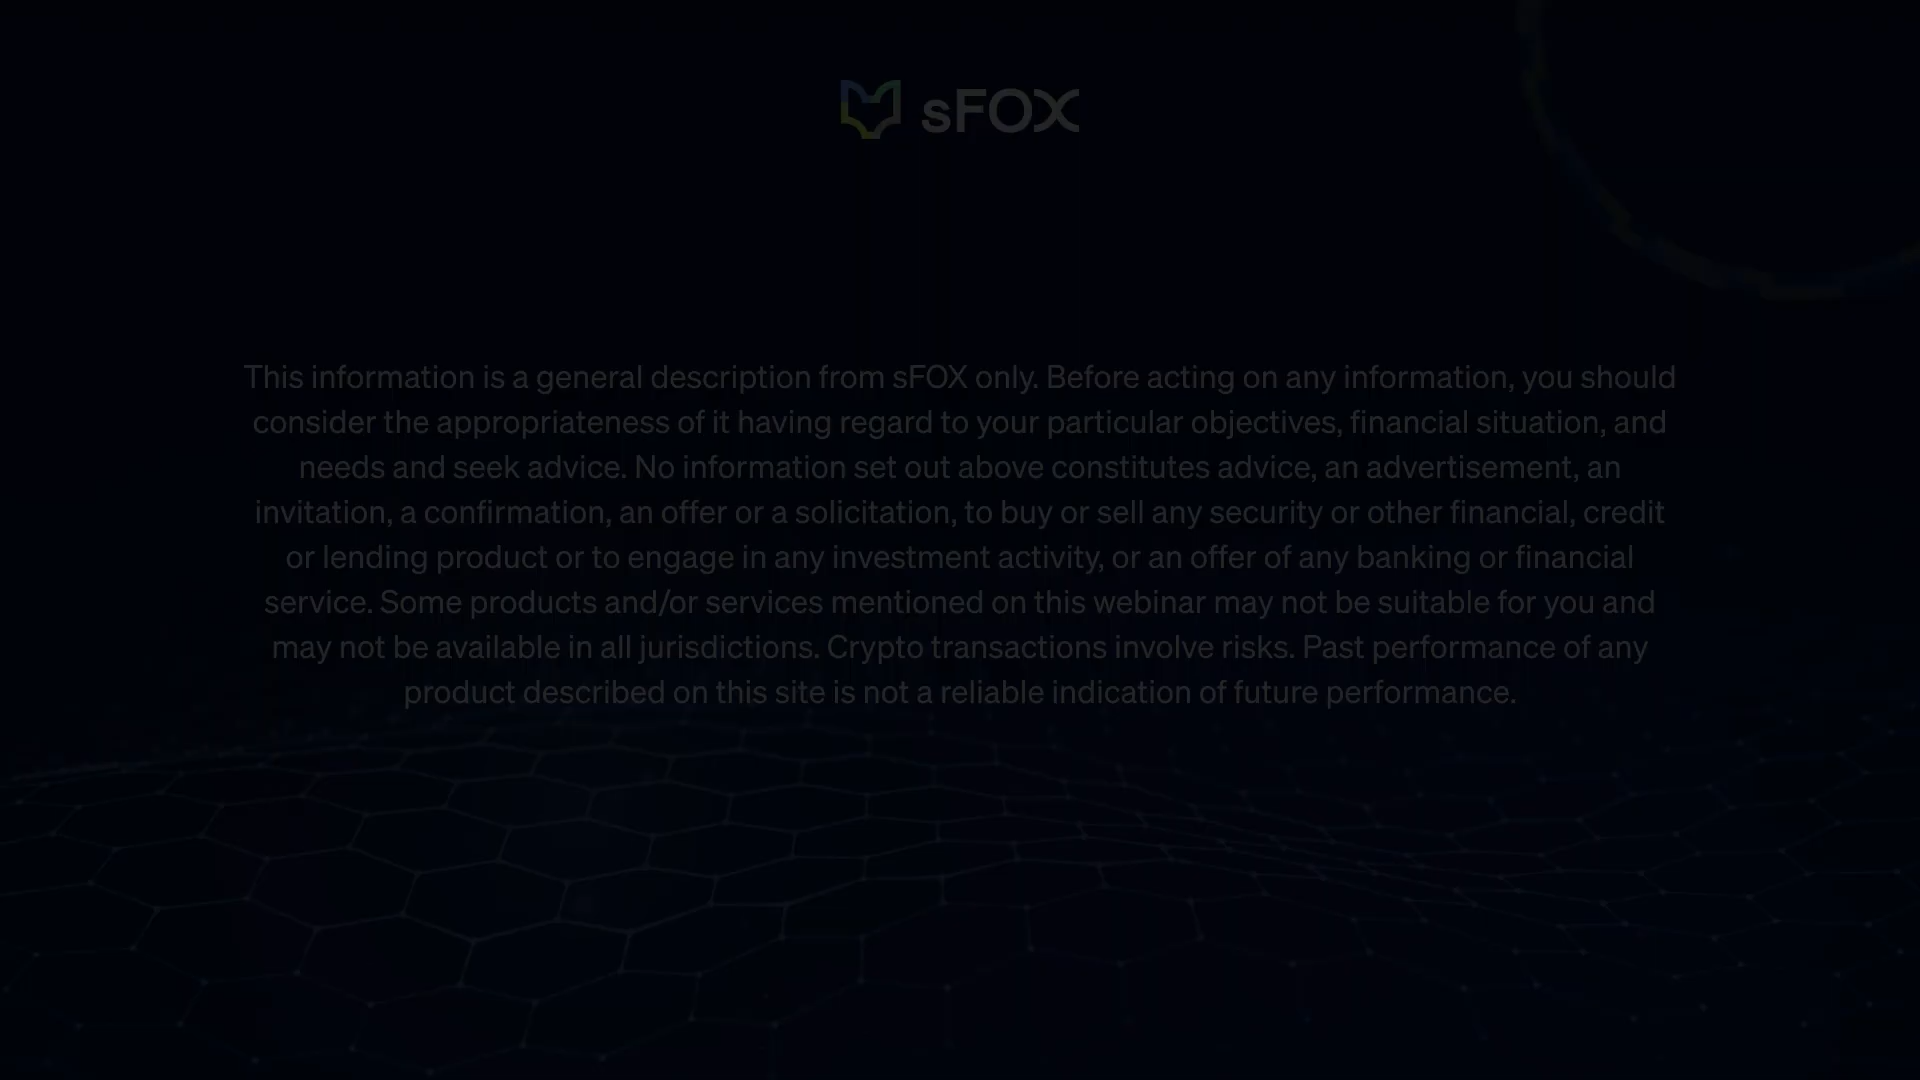 sFOX
This information is a general description from sFOX only. Before acting on any information, you should
consider the appropriateness of it having regard to your particular objectives, financial situation, and
needs and seek advice. No information set out above constitutes advice, an advertisement, an
invitation, a confirmation, an offer or a solicitation, to buy or sell any security or other financial, credit
or lending product or to engage in any investment activity, or an offer of any banking or financial
service. Some products and/or services mentioned on this webinar may not be suitable for you and
may not be available in all jurisdictions. Crypto transactions involve risks. Past performance of any
product described on this site is not a reliable indication of future performance.